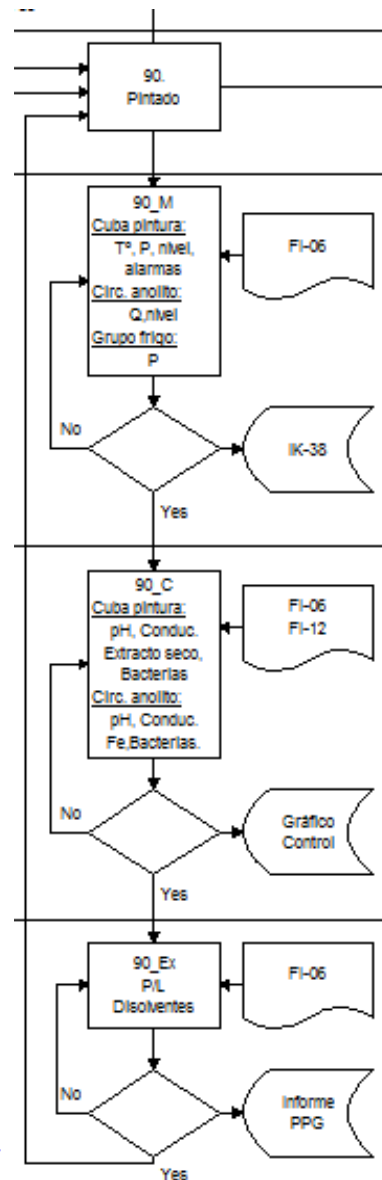 90.
Pintado
90_M
Cuba pintura:
Tº, P, nivel,
alarmas
Circ. anolito:
Q,nivel
Grupo frigo:
P
FI-06
No
IK-38
Yes
90_C
Cuba pintura:
pH, Conduc.
Extracto seco,
Bacterias
Circ. anolito:
pH, Conduc.
Fe,Bacterias.
FI-06
FI-12
No
Gráfico
Control
Yes
90_Ex
P/L
Disolventes
FI-06
No
Informe
PPG
Yes